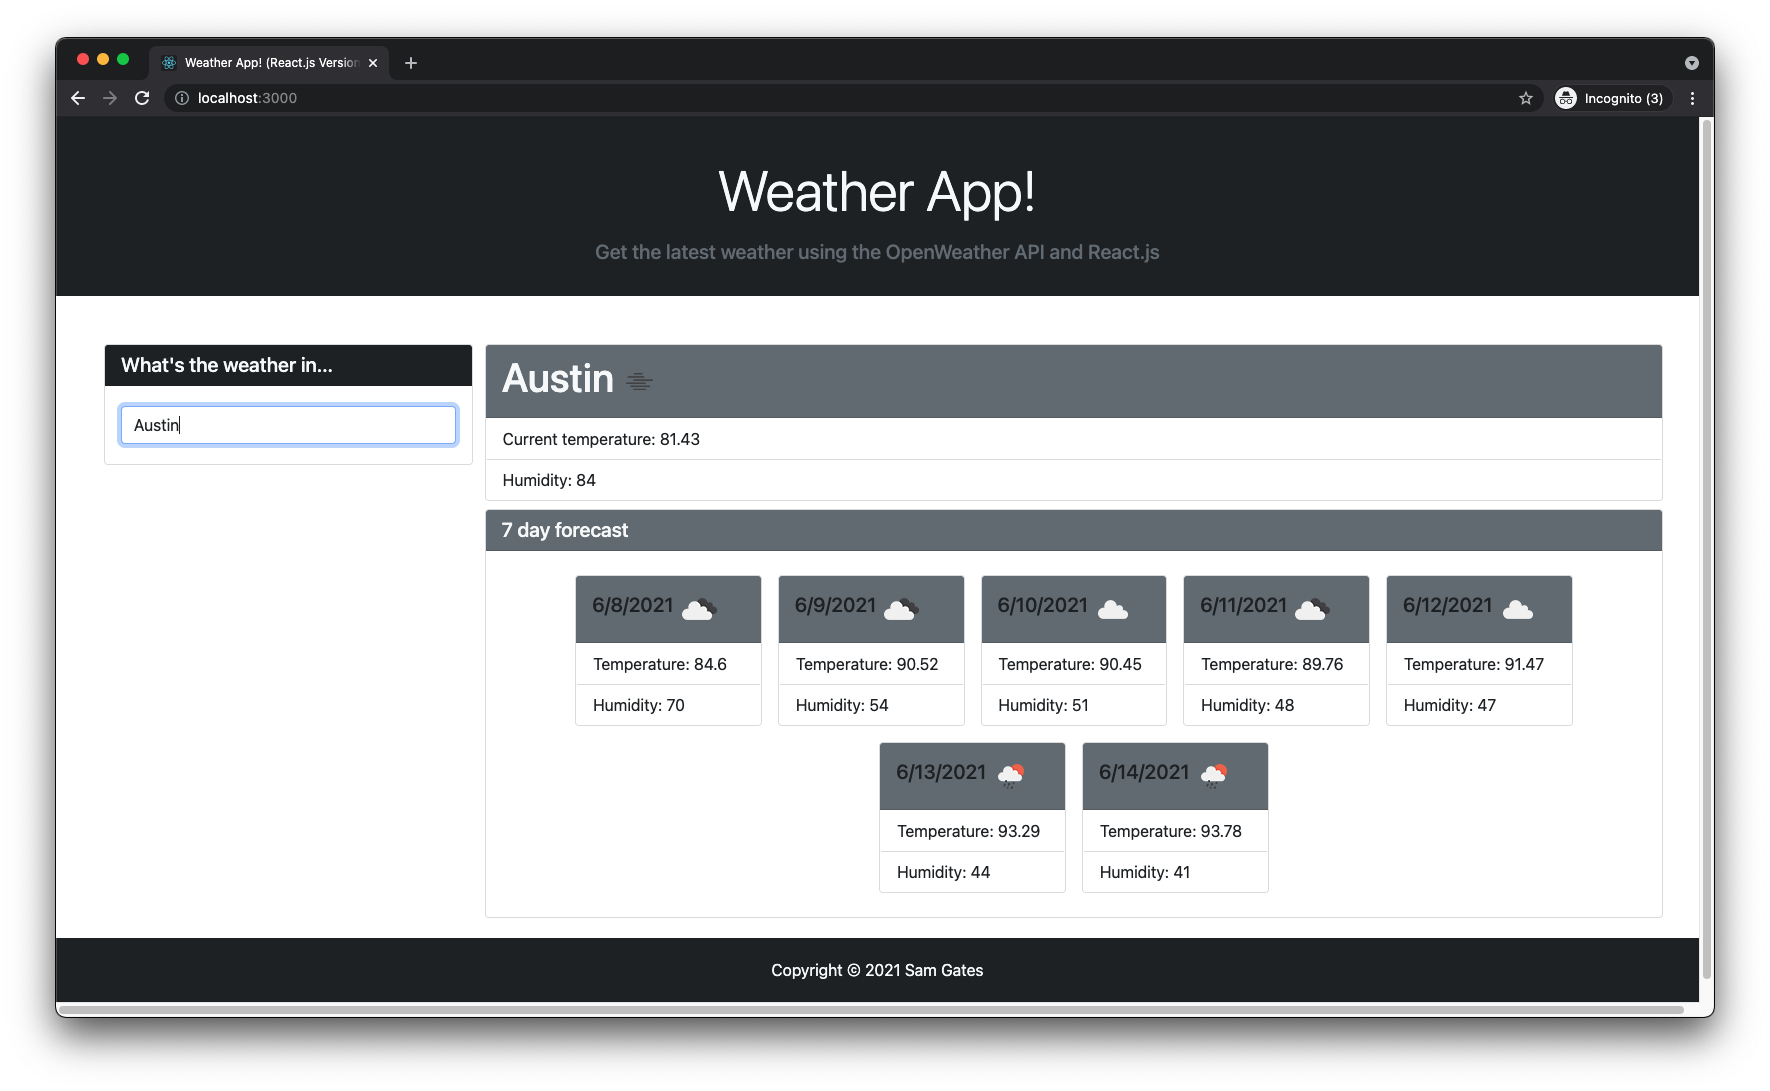 Weather App! (React.js Version
localhost:3000
Incognito (3)
Weather App!
Get the latest weather using the OpenWeather API and React.js
What's the weather in...
Austin
Austin
Current temperature: 81.43
Humidity: 84
7 day forecast
6/8/2021
Temperature: 84.6
Humidity: 70
6/9/2021
Temperature: 90.52
Humidity: 54
6/10/2021
Temperature: 90.45
Humidity: 51
6/11/2021
Temperature: 89.76
Humidity: 48
6/12/2021
Temperature: 91.47
Humidity: 47
6/13/2021
Temperature: 93.29
Humidity: 44
6/14/2021
Temperature: 93.78
Humidity: 41
Copyright © 2021 Sam Gates